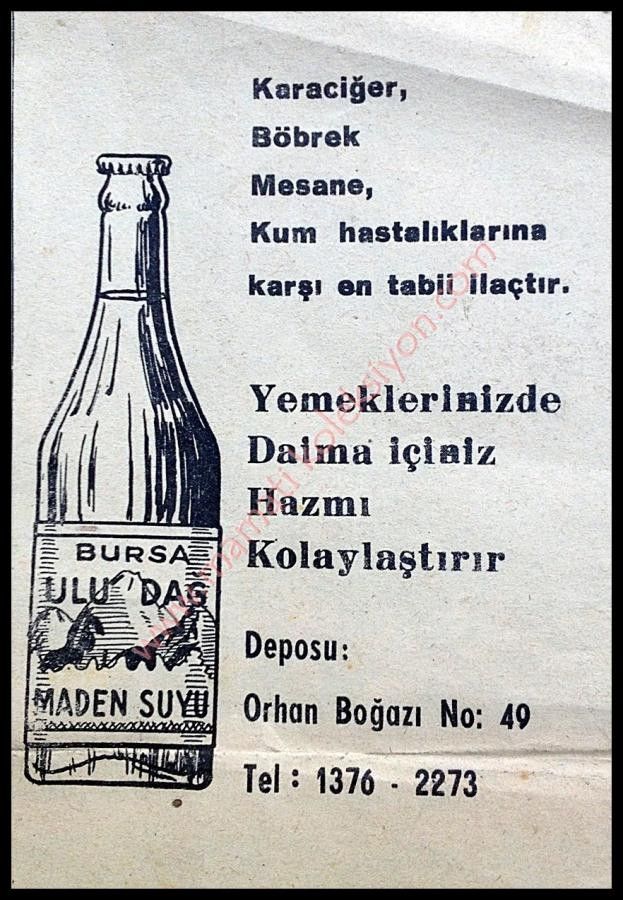 Karaciğer,
Böbrek
Mesane,
Kum hastalıklarına
karşı en tabii ilaçtır.
Yemeklerinizde
Daima içiniz
Hazmı
Kolaylaştırır
BURSA
ULU DAĞ
MADEN SUYU
Deposu:
Orhan Boğazı No: 49
Tel : 1376 - 2273